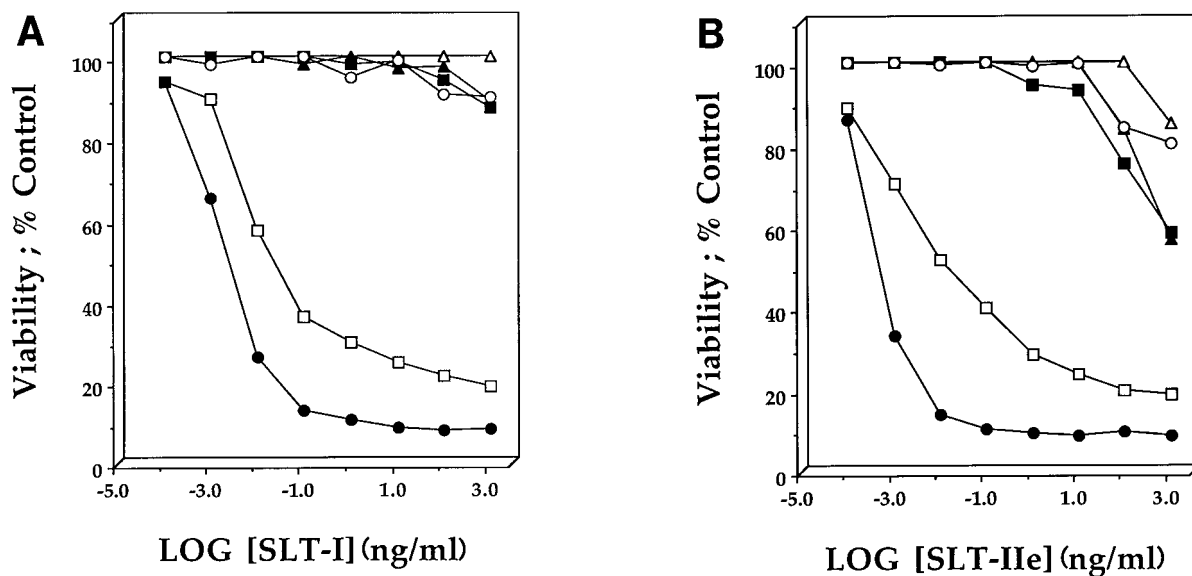 A
Viability ; % Control
100
80
60
40
20
0
-5.0 -3.0 -1.0 1.0 3.0
LOG [SLT-I] (ng/ml)
B
Viability ; % Control
100
80
60
40
20
0
-5.0 -3.0 -1.0 1.0 3.0
LOG [SLT-IIe] (ng/ml)